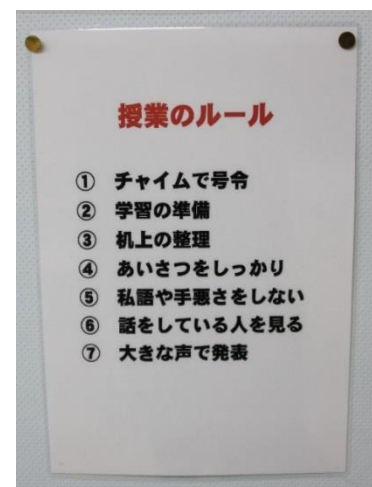 授業のルール
① チャイムで号令
② 学習の準備
③ 机上の整理
④ あいさつをしっかり
⑤ 私語や手悪さをしない
⑥ 話をしている人を見る
⑦ 大きな声で発表